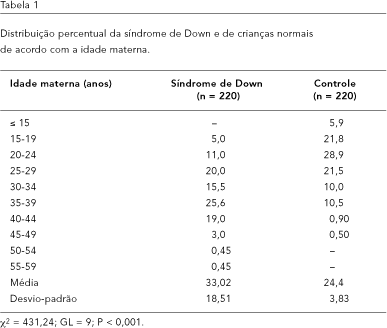 Tabela 1
Distribuição percentual da síndrome de Down e de crianças normais
de acordo com a idade materna.
Idade materna (anos) Síndrome de Down Controle
(n = 220) (n = 220)
≤ 15 – 5,9
15-19 5,0 21,8
20-24 11,0 28,9
25-29 20,0 21,5
30-34 15,5 10,0
35-39 25,6 10,5
40-44 19,0 0,90
45-49 3,0 0,50
50-54 0,45 –
55-59 0,45 –
Média 33,02 24,4
Desvio-padrão 18,51 3,83
χ2 = 431,24; GL = 9; P < 0,001.